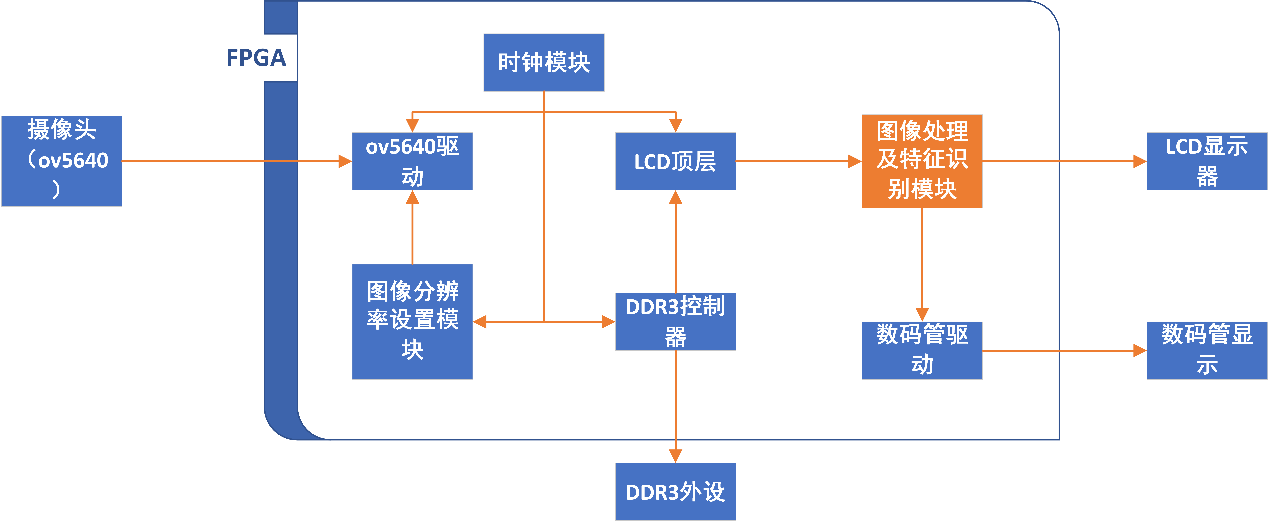 FPGA
时钟模块
摄像头
（ov5640
）
ov5640驱
动
LCD顶层
图像处理
及特征识
别模块
LCD显示
器
图像分辨
率设置模
块
DDR3控制
器
数码管驱
动
数码管显
示
DDR3外设